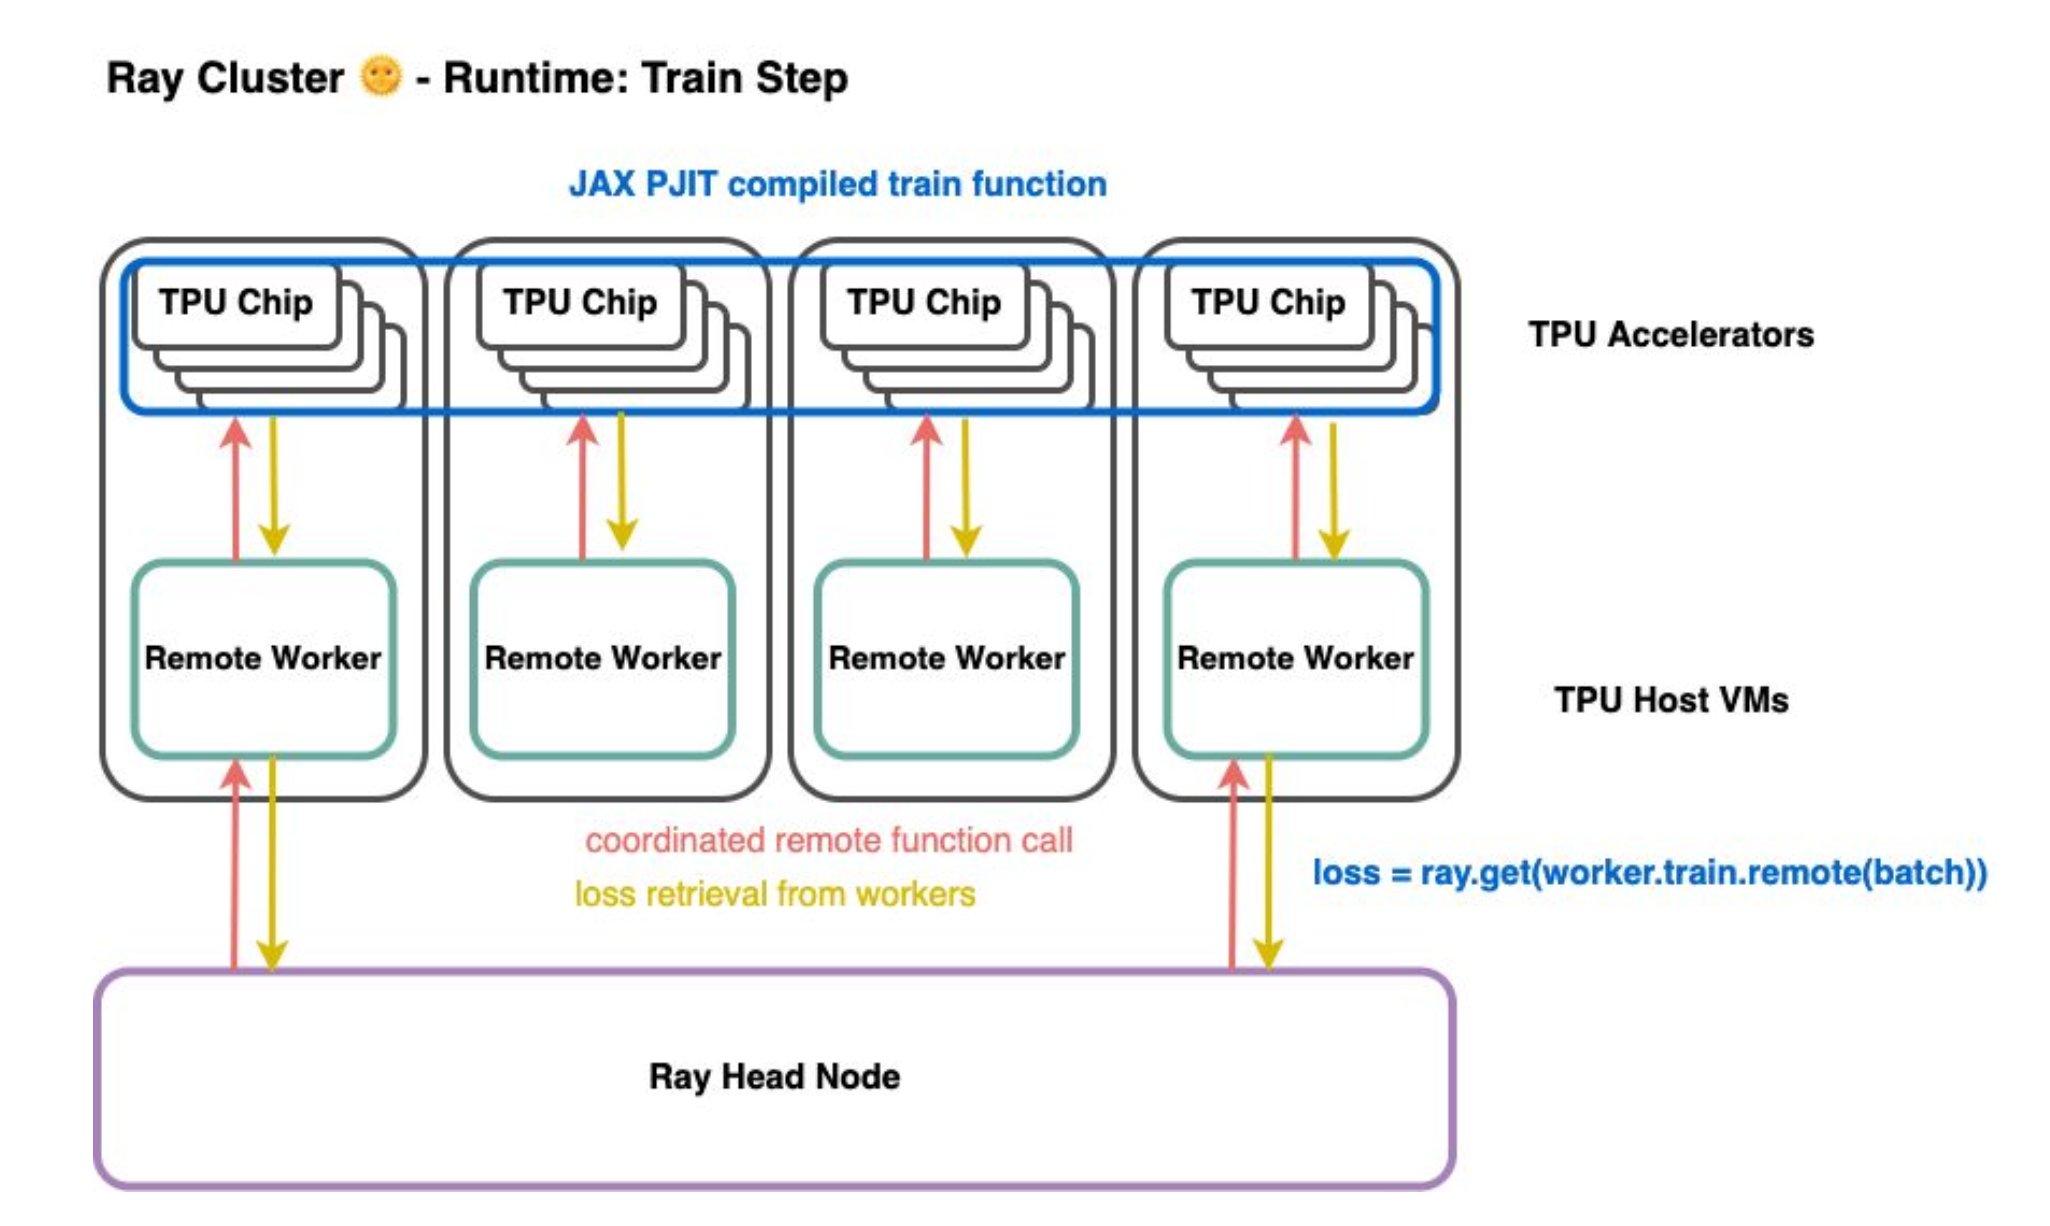 Ray Cluster 🌞 - Runtime: Train Step
JAX PJIT compiled train function
TPU Chip TPU Chip TPU Chip TPU Chip
TPU Accelerators
Remote Worker Remote Worker Remote Worker Remote Worker
TPU Host VMs
coordinated remote function call
loss retrieval from workers
loss = ray.get(worker.train.remote(batch))
Ray Head Node